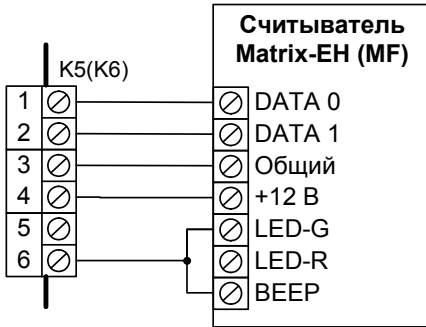 Считыватель
Matrix-EH (MF)
K5(K6)
1 DATA 0
2 DATA 1
3 Общий
4 +12 В
5 LED-G
6 LED-R
BEEP